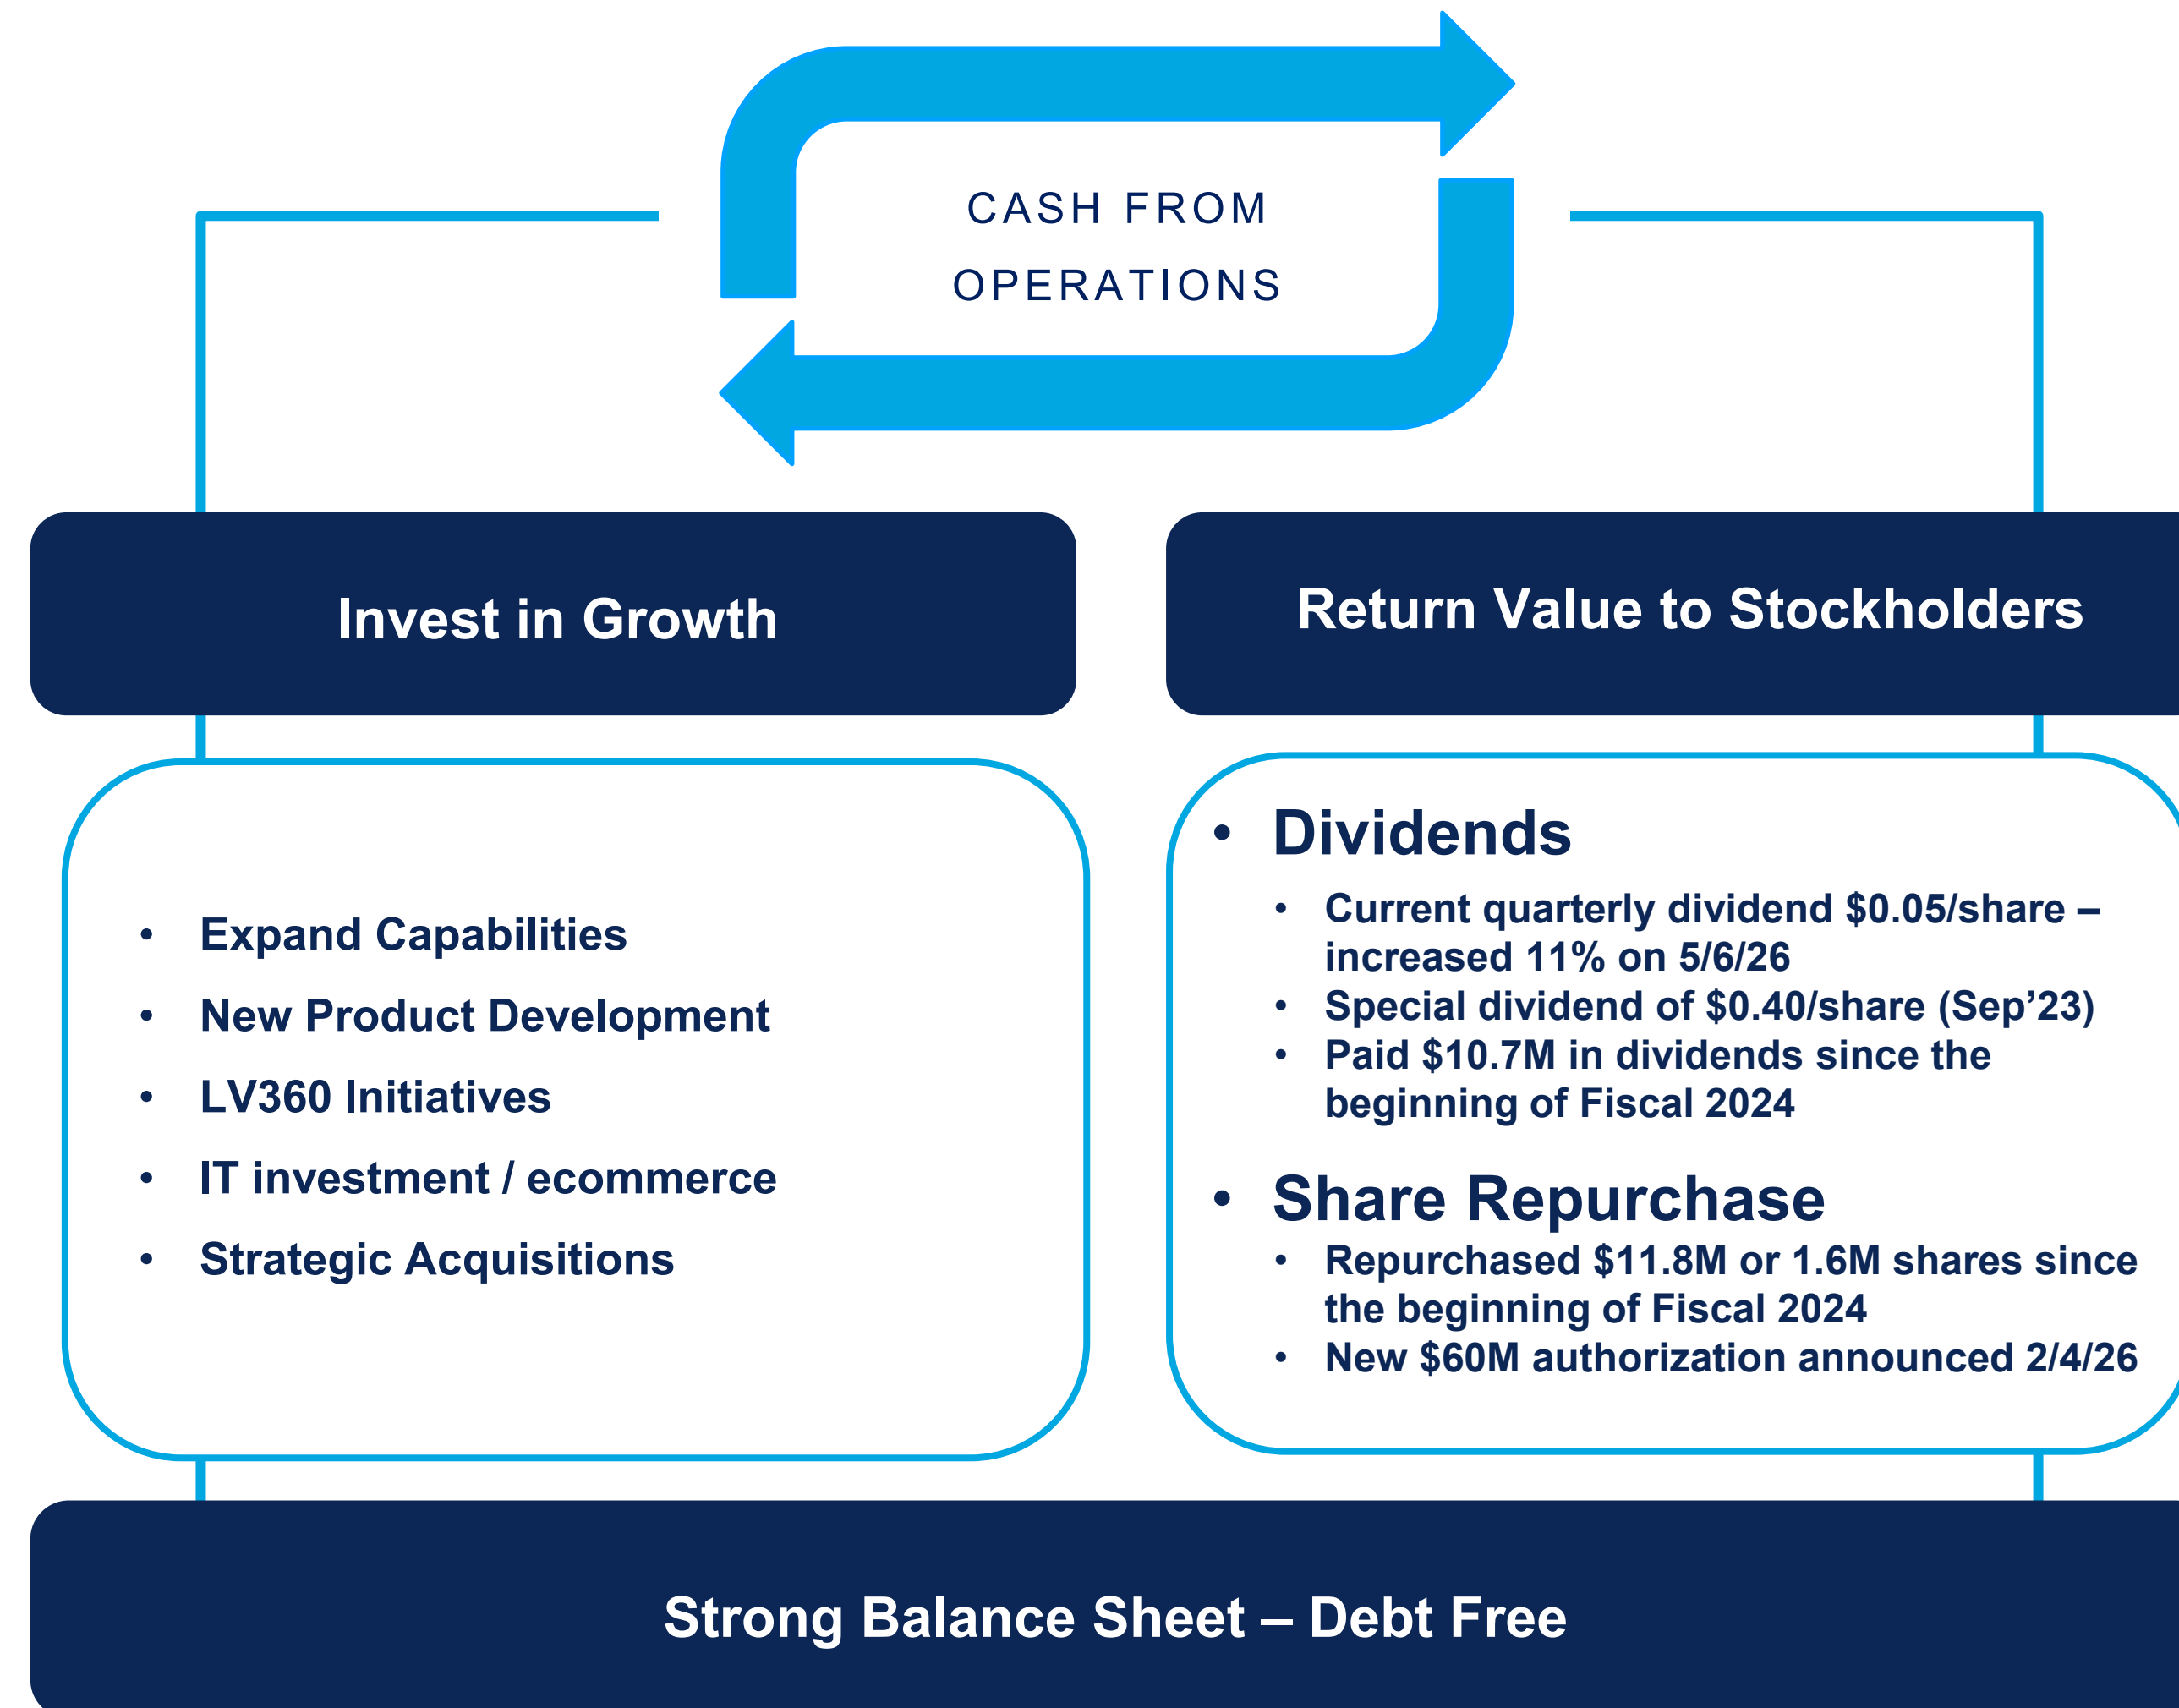 CASH FROM
OPERATIONS
Invest in Growth
Return Value to Stockholders
• Expand Capabilities
• New Product Development
• LV360 Initiatives
• IT investment / ecommerce
• Strategic Acquisitions
• Dividends
• Current quarterly dividend $0.05/share –
increased 11% on 5/6/26
• Special dividend of $0.40/share (Sep’23)
• Paid $10.7M in dividends since the
beginning of Fiscal 2024
• Share Repurchase
• Repurchased $11.8M or 1.6M shares since
the beginning of Fiscal 2024
• New $60M authorization announced 2/4/26
Strong Balance Sheet – Debt Free